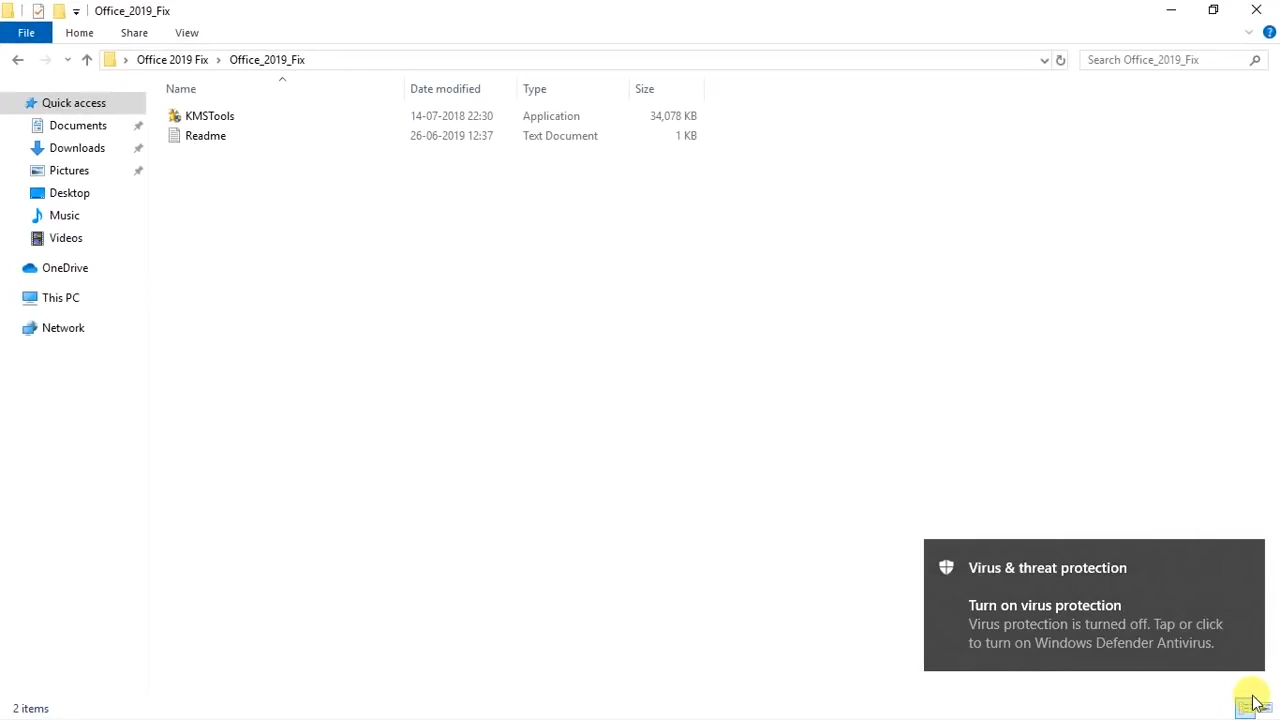 Office_2019_Fix
File Home Share View
Office 2019 Fix Office_2019_Fix Search Office_2019_Fix
Name Date modified Type Size
Quick access
Documents
Downloads
Pictures
Desktop
Music
Videos
OneDrive
This PC
Network
KMSTools 14-07-2018 22:30 Application 34,078 KB
Readme 26-06-2019 12:37 Text Document 1 KB
Virus & threat protection
Turn on virus protection
Virus protection is turned off. Tap or click
to turn on Windows Defender Antivirus.
2 items